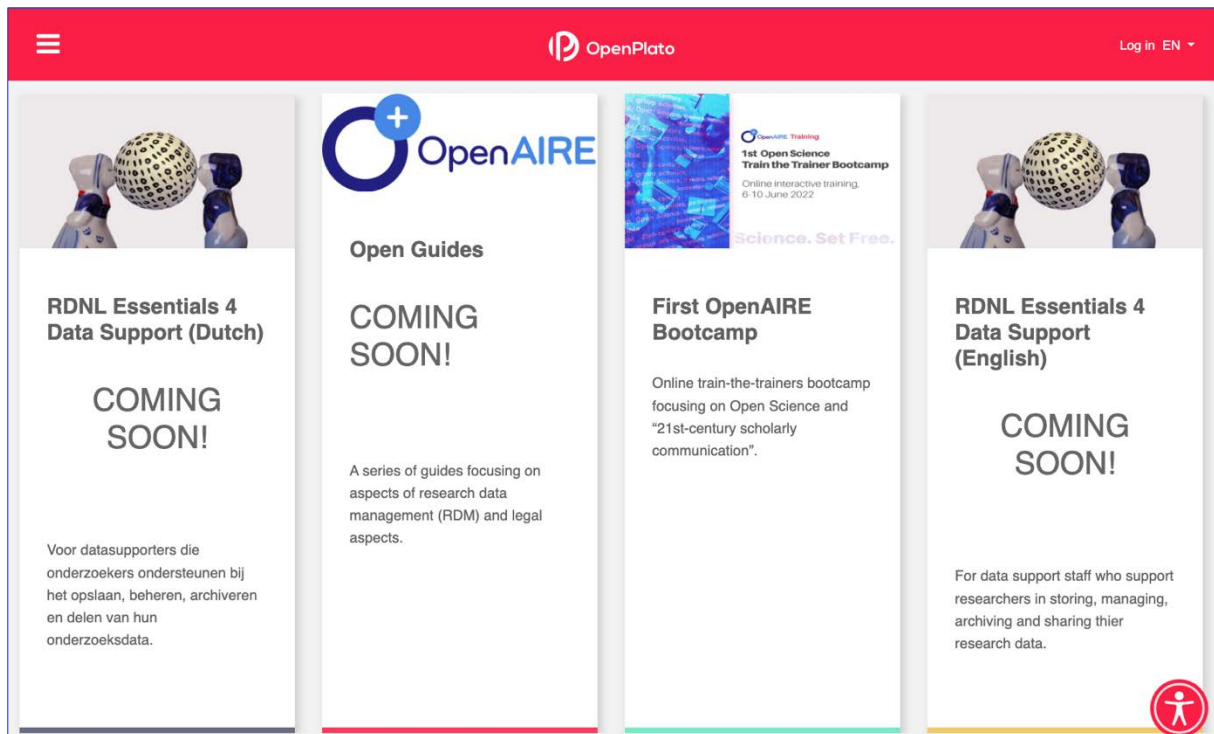 OpenPlato
Log in EN
RDNL Essentials 4
Data Support (Dutch)
COMING
SOON!
Voor datasupporters die
onderzoekers ondersteunen bij
het opslaan, beheren, archiveren
en delen van hun
onderzoeksdata.
OpenAIRE
Open Guides
COMING
SOON!
A series of guides focusing on
aspects of research data
management (RDM) and legal
aspects.
OpenAIRE Training
1st Open Science
Train the Trainer Bootcamp
Online interactive training,
6-10 June 2022
Science. Set Free.
First OpenAIRE
Bootcamp
Online train-the-trainers bootcamp
focusing on Open Science and
“21st-century scholarly
communication”.
RDNL Essentials 4
Data Support
(English)
COMING
SOON!
For data support staff who support
researchers in storing, managing,
archiving and sharing thier
research data.